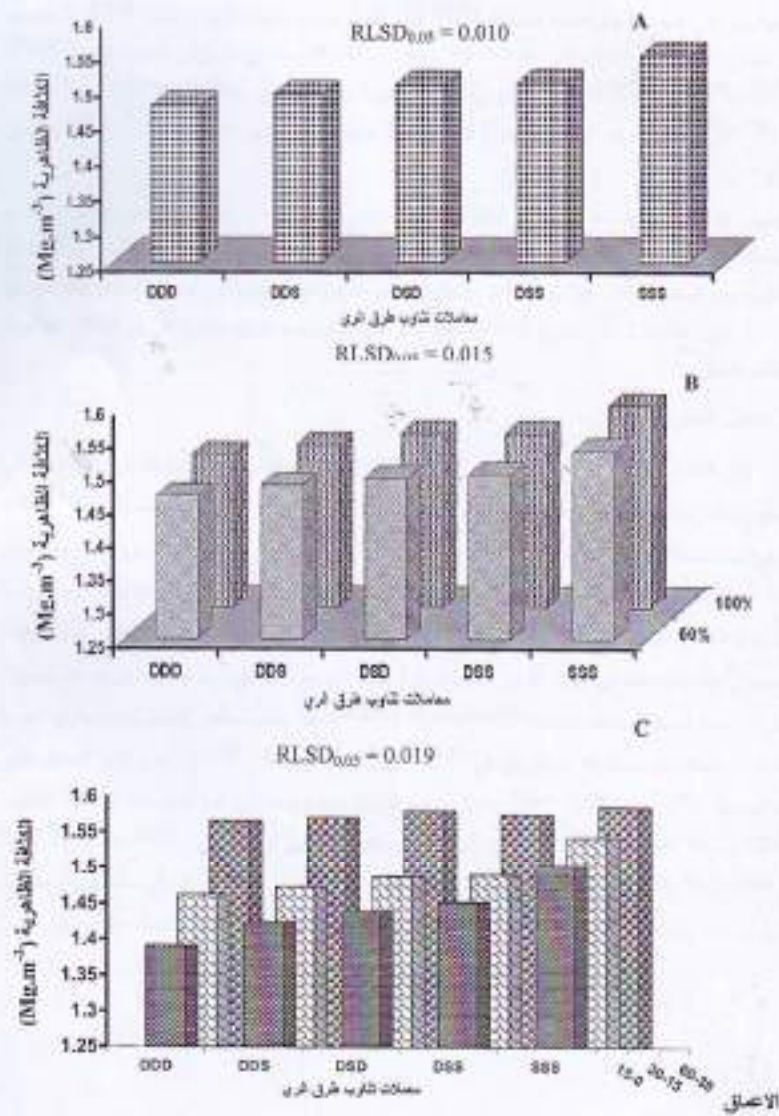 A
RLSD0.05 = 0.010
الكثافة الظاهرية (Mg.m-3)
1.6
1.55
1.5
1.45
1.4
1.35
1.3
1.25
DDD DDS DSD DSS SSS
معاملات تناوب طرق الري
RLSD0.05 = 0.015
B
الكثافة الظاهرية (Mg.m-3)
1.6
1.55
1.5
1.45
1.4
1.35
1.3
1.25
100%
60%
DDD DDS DSD DSS SSS
معاملات تناوب طرق الري
C
RLSD0.05 = 0.019
الكثافة الظاهرية (Mg.m-3)
1.6
1.55
1.5
1.45
1.4
1.35
1.3
1.25
DDD DDS DSD DSS SSS
15-0
معاملات تناوب طرق الري
الاعماق